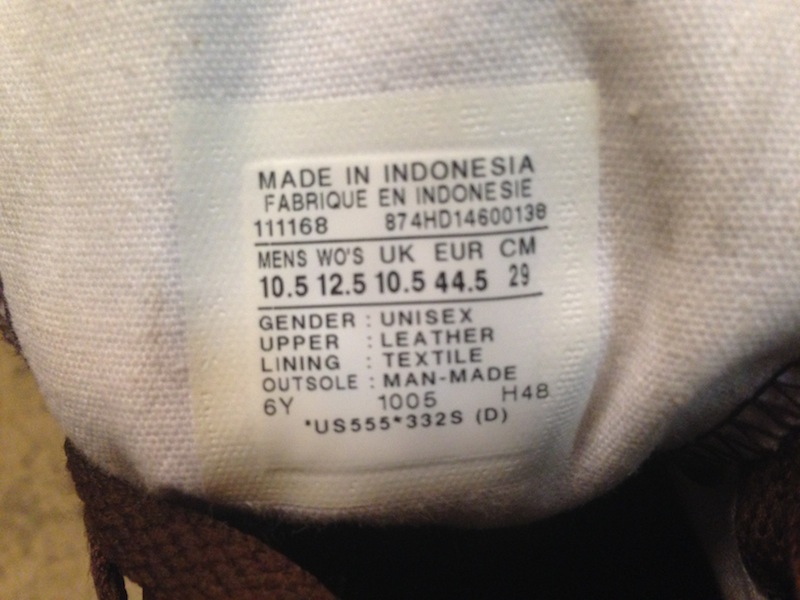 MADE IN INDONESIA
FABRIQUE EN INDONESIE
111168 874HD14600138
MENS WO'S UK EUR CM
10.5 12.5 10.5 44.5 29
GENDER : UNISEX
UPPER : LEATHER
LINING : TEXTILE
OUTSOLE : MAN-MADE
6Y 1005 H48
*US555*332S (D)